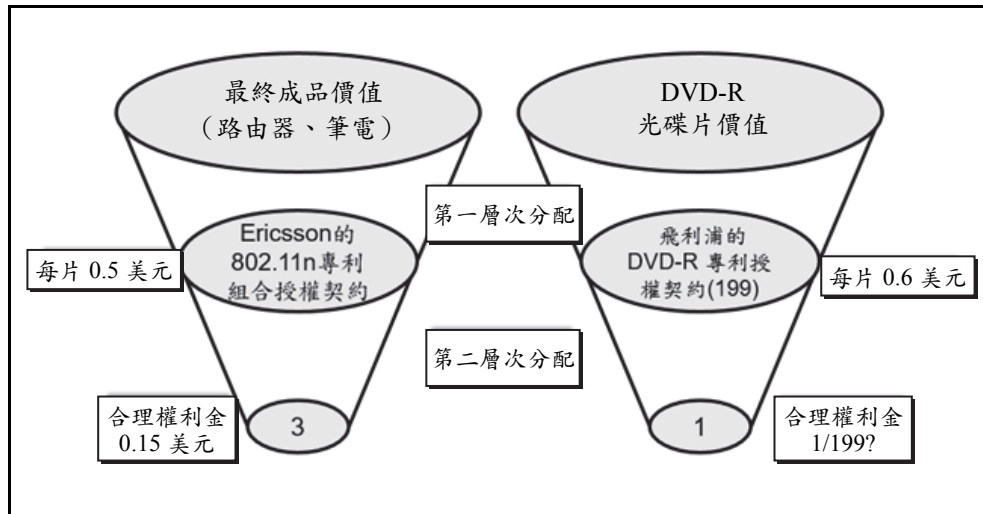 最終成品價值
（路由器、筆電）
DVD-R
光碟片價值
第一層次分配
Ericsson的
802.11n專利
組合授權契約
飛利浦的
DVD-R 專利授
權契約(199)
每片 0.5 美元
每片 0.6 美元
第二層次分配
合理權利金
0.15 美元
3
1
合理權利金
1/199?